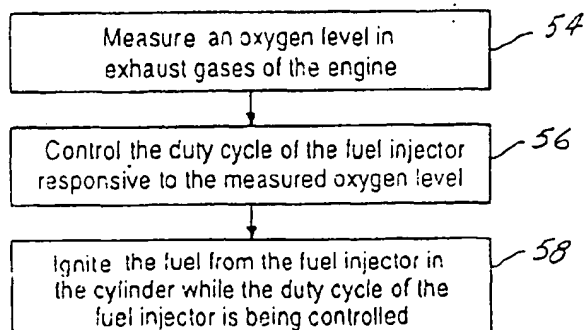 Measure an oxygen level in
exhaust gases of the engine
54
Control the duty cycle of the fuel injector
responsive to the measured oxygen level
56
Ignite the fuel from the fuel injector in
the cylinder while the duty cycle of the
fuel injector is being controlled
58